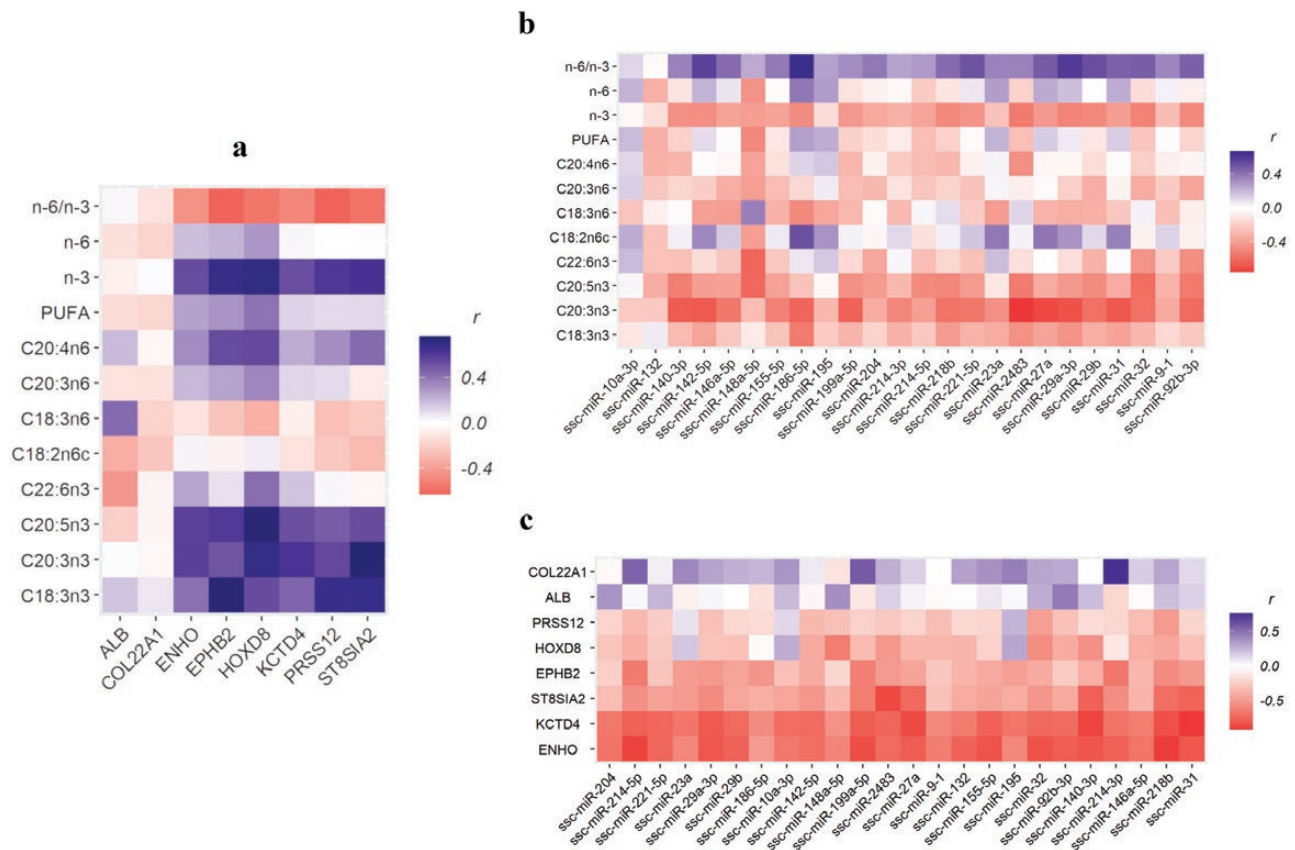 a
n-6/n-3
n-6
n-3
PUFA
C20:4n6
C20:3n6
C18:3n6
C18:2n6c
C22:6n3
C20:5n3
C20:3n3
C18:3n3
ALB
COL22A1
ENHO
EPHB2
HOXD8
KCTD4
PRSS12
ST8SIA2
r
0.4
0.0
-0.4
b
n-6/n-3
n-6
n-3
PUFA
C20:4n6
C20:3n6
C18:3n6
C18:2n6c
C22:6n3
C20:5n3
C20:3n3
C18:3n3
ssc-miR-10a-3p
ssc-miR-132
ssc-miR-140-3p
ssc-miR-142-5p
ssc-miR-146a-5p
ssc-miR-148a-5p
ssc-miR-155-5p
ssc-miR-186-5p
ssc-miR-195
ssc-miR-199a-5p
ssc-miR-204
ssc-miR-214-3p
ssc-miR-214-5p
ssc-miR-218b
ssc-miR-221-5p
ssc-miR-23a
ssc-miR-2483
ssc-miR-27a
ssc-miR-29a-3p
ssc-miR-29b
ssc-miR-31
ssc-miR-32
ssc-miR-9-1
ssc-miR-92b-3p
r
0.4
0.0
-0.4
c
COL22A1
ALB
PRSS12
HOXD8
EPHB2
ST8SIA2
KCTD4
ENHO
ssc-miR-204
ssc-miR-214-5p
ssc-miR-221-5p
ssc-miR-23a
ssc-miR-29a-3p
ssc-miR-29b
ssc-miR-186-5p
ssc-miR-10a-3p
ssc-miR-142-5p
ssc-miR-148a-5p
ssc-miR-199a-5p
ssc-miR-2483
ssc-miR-27a
ssc-miR-9-1
ssc-miR-132
ssc-miR-155-5p
ssc-miR-195
ssc-miR-32
ssc-miR-92b-3p
ssc-miR-140-3p
ssc-miR-214-3p
ssc-miR-146a-5p
ssc-miR-218b
ssc-miR-31
r
0.5
0.0
-0.5